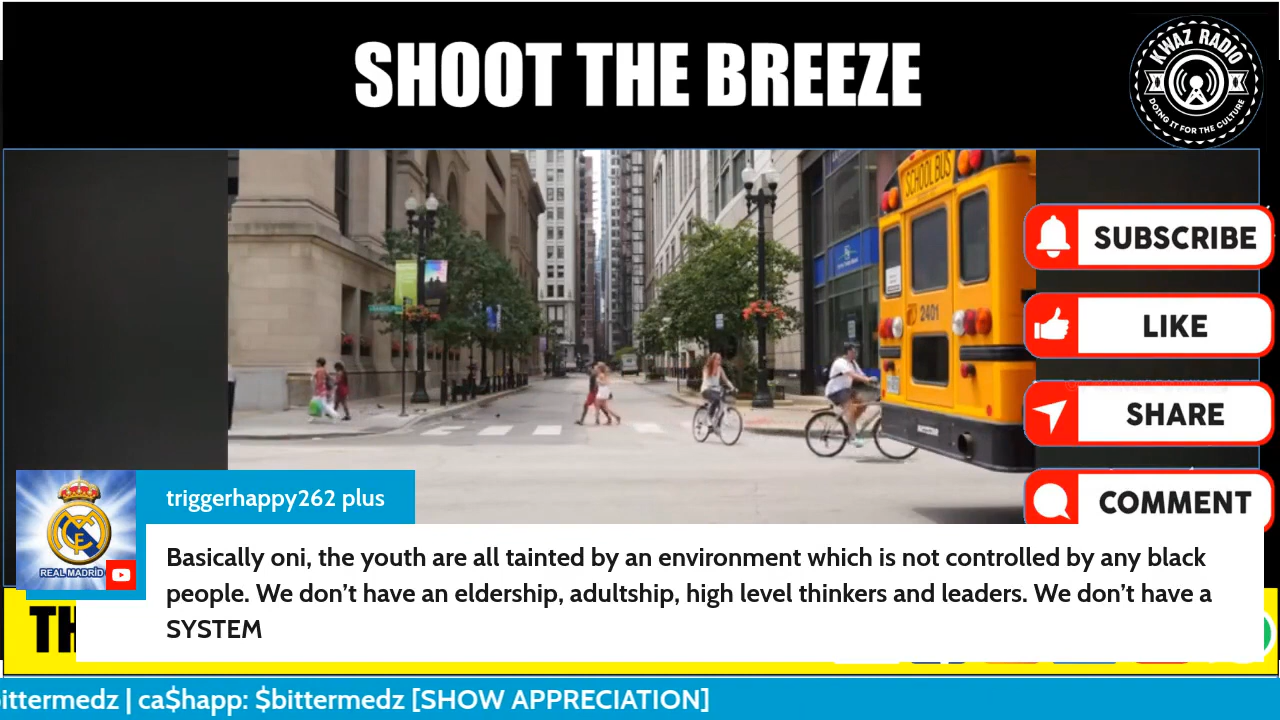 SHOOT THE BREEZE
KWAZ RADIO
DOING IT FOR THE CULTURE
SCHOOL BUS
2401
SUBSCRIBE
LIKE
SHARE
COMMENT
triggerhappy262 plus
REAL MADRID
Basically oni, the youth are all tainted by an environment which is not controlled by any black
people. We don’t have an eldership, adultship, high level thinkers and leaders. We don’t have a
SYSTEM
TH
ittermedz | ca$happ: $bittermedz [SHOW APPRECIATION]